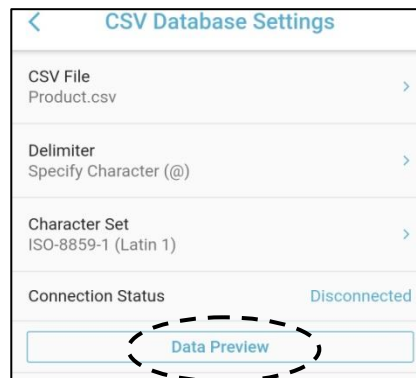 CSV Database Settings
CSV File
Product.csv
Delimiter
Specify Character (@)
Character Set
ISO-8859-1 (Latin 1)
Connection Status Disconnected
Data Preview